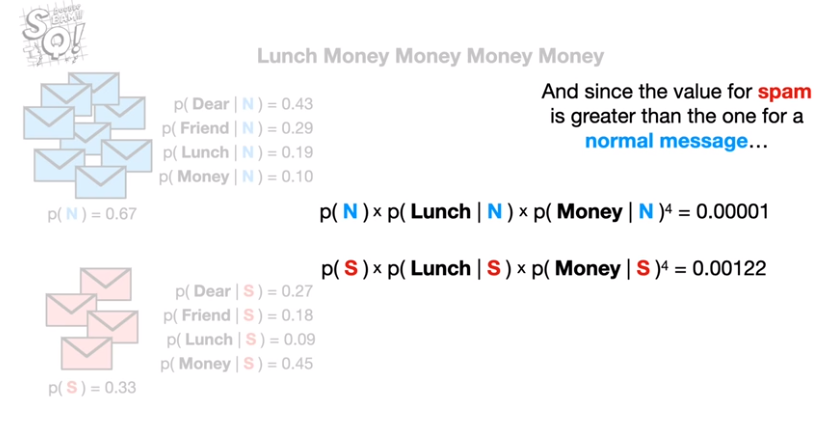 STATQUEST!
Lunch Money Money Money Money
And since the value for spam
is greater than the one for a
normal message...
p( Dear | N ) = 0.43
p( Friend | N ) = 0.29
p( Lunch | N ) = 0.19
p( Money | N ) = 0.10
p( N ) = 0.67
p( N ) × p( Lunch | N ) × p( Money | N )⁴ = 0.00001
p( S ) × p( Lunch | S ) × p( Money | S )⁴ = 0.00122
p( Dear | S ) = 0.27
p( Friend | S ) = 0.18
p( Lunch | S ) = 0.09
p( Money | S ) = 0.45
p( S ) = 0.33